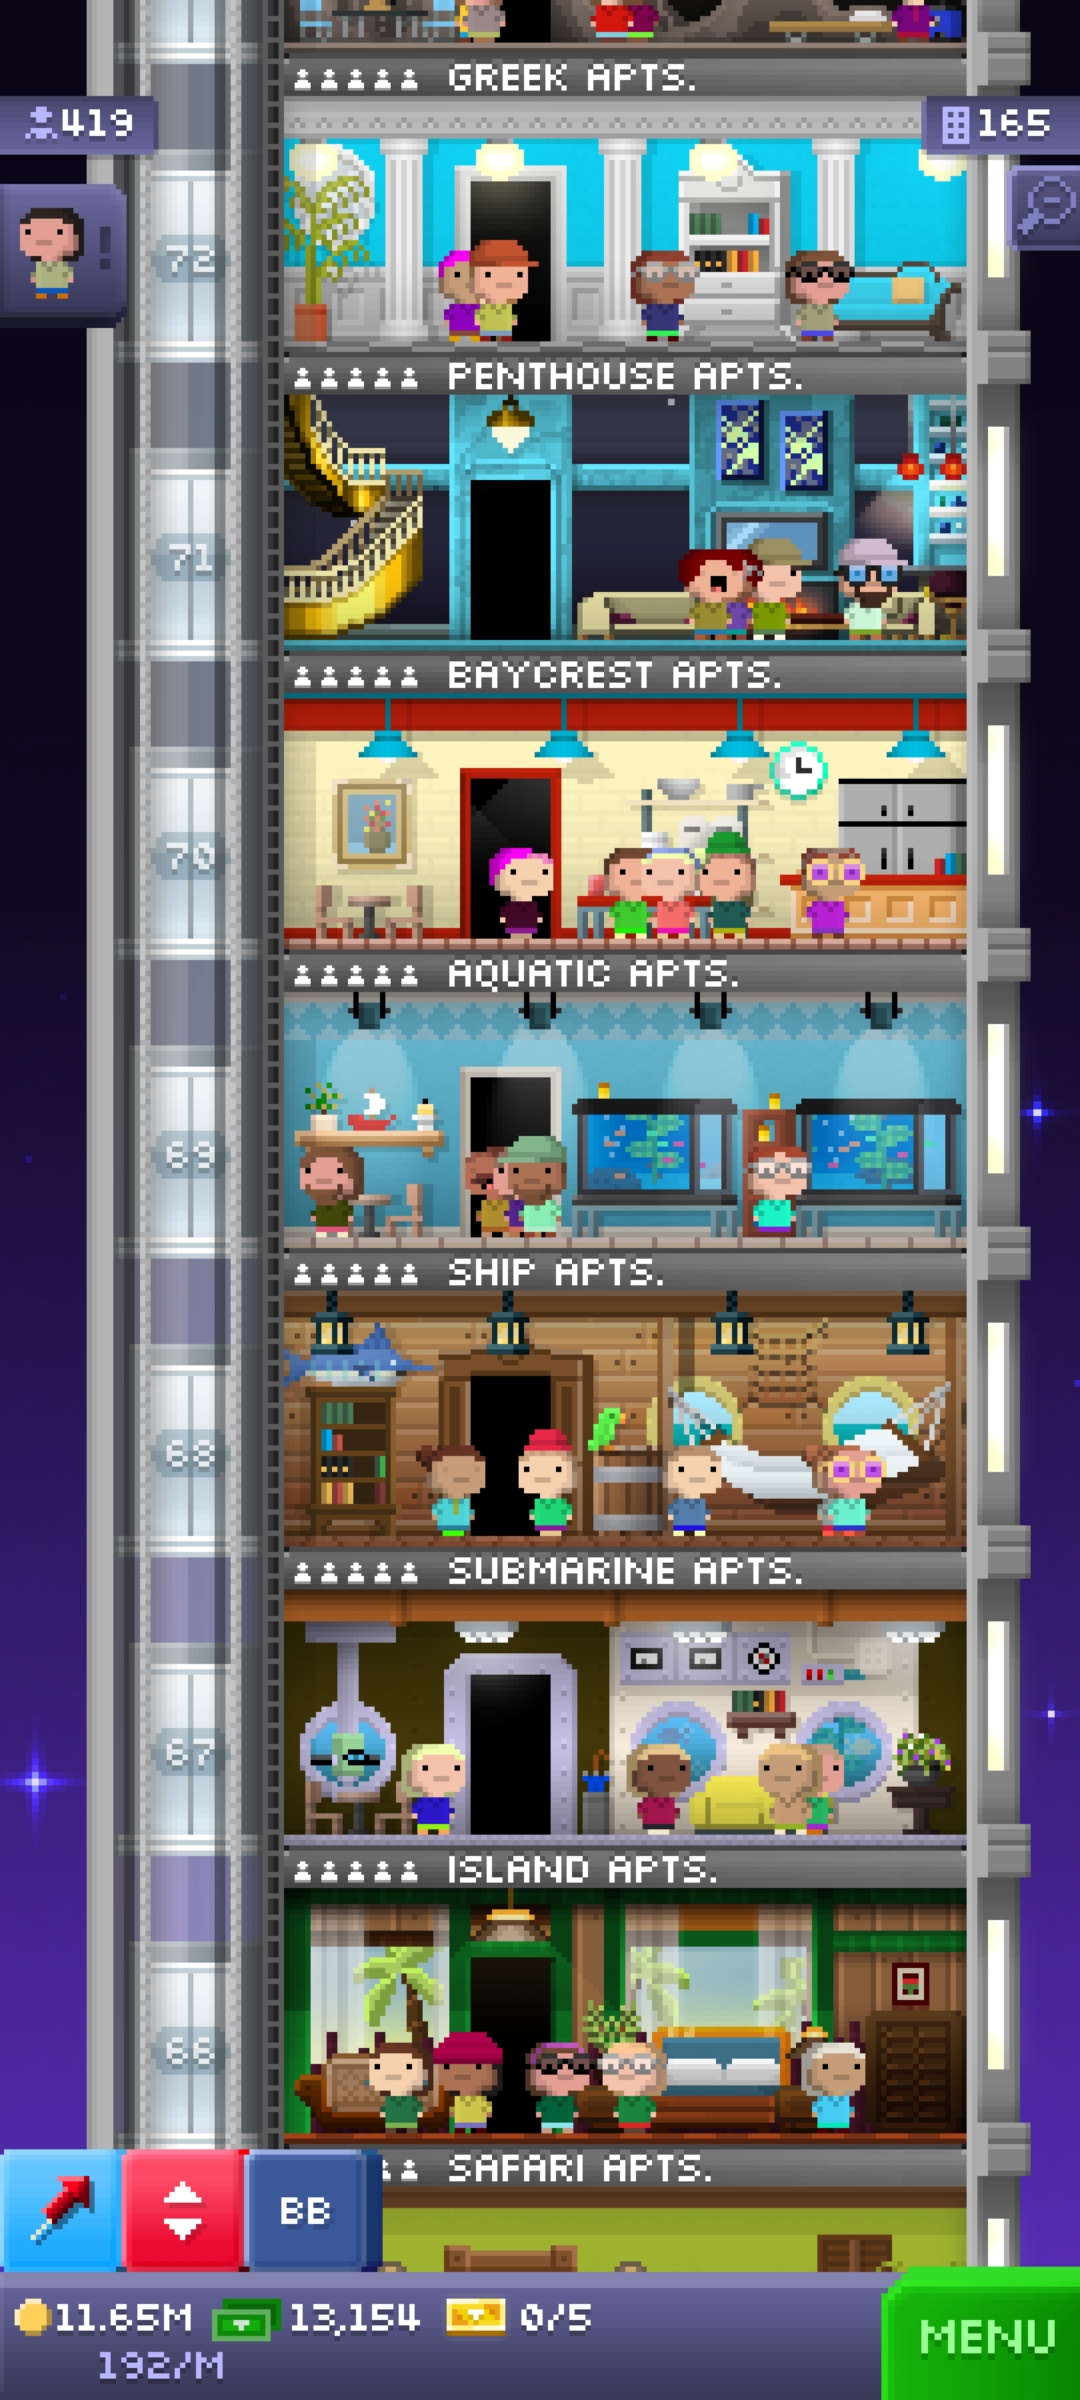 GREEK APTS.
419
165
72
PENTHOUSE APTS.
71
BAYCREST APTS.
70
AQUATIC APTS.
69
SHIP APTS.
68
SUBMARINE APTS.
67
ISLAND APTS.
66
SAFARI APTS.
BB
11.65M 13,154 0/5
192/M
MENU